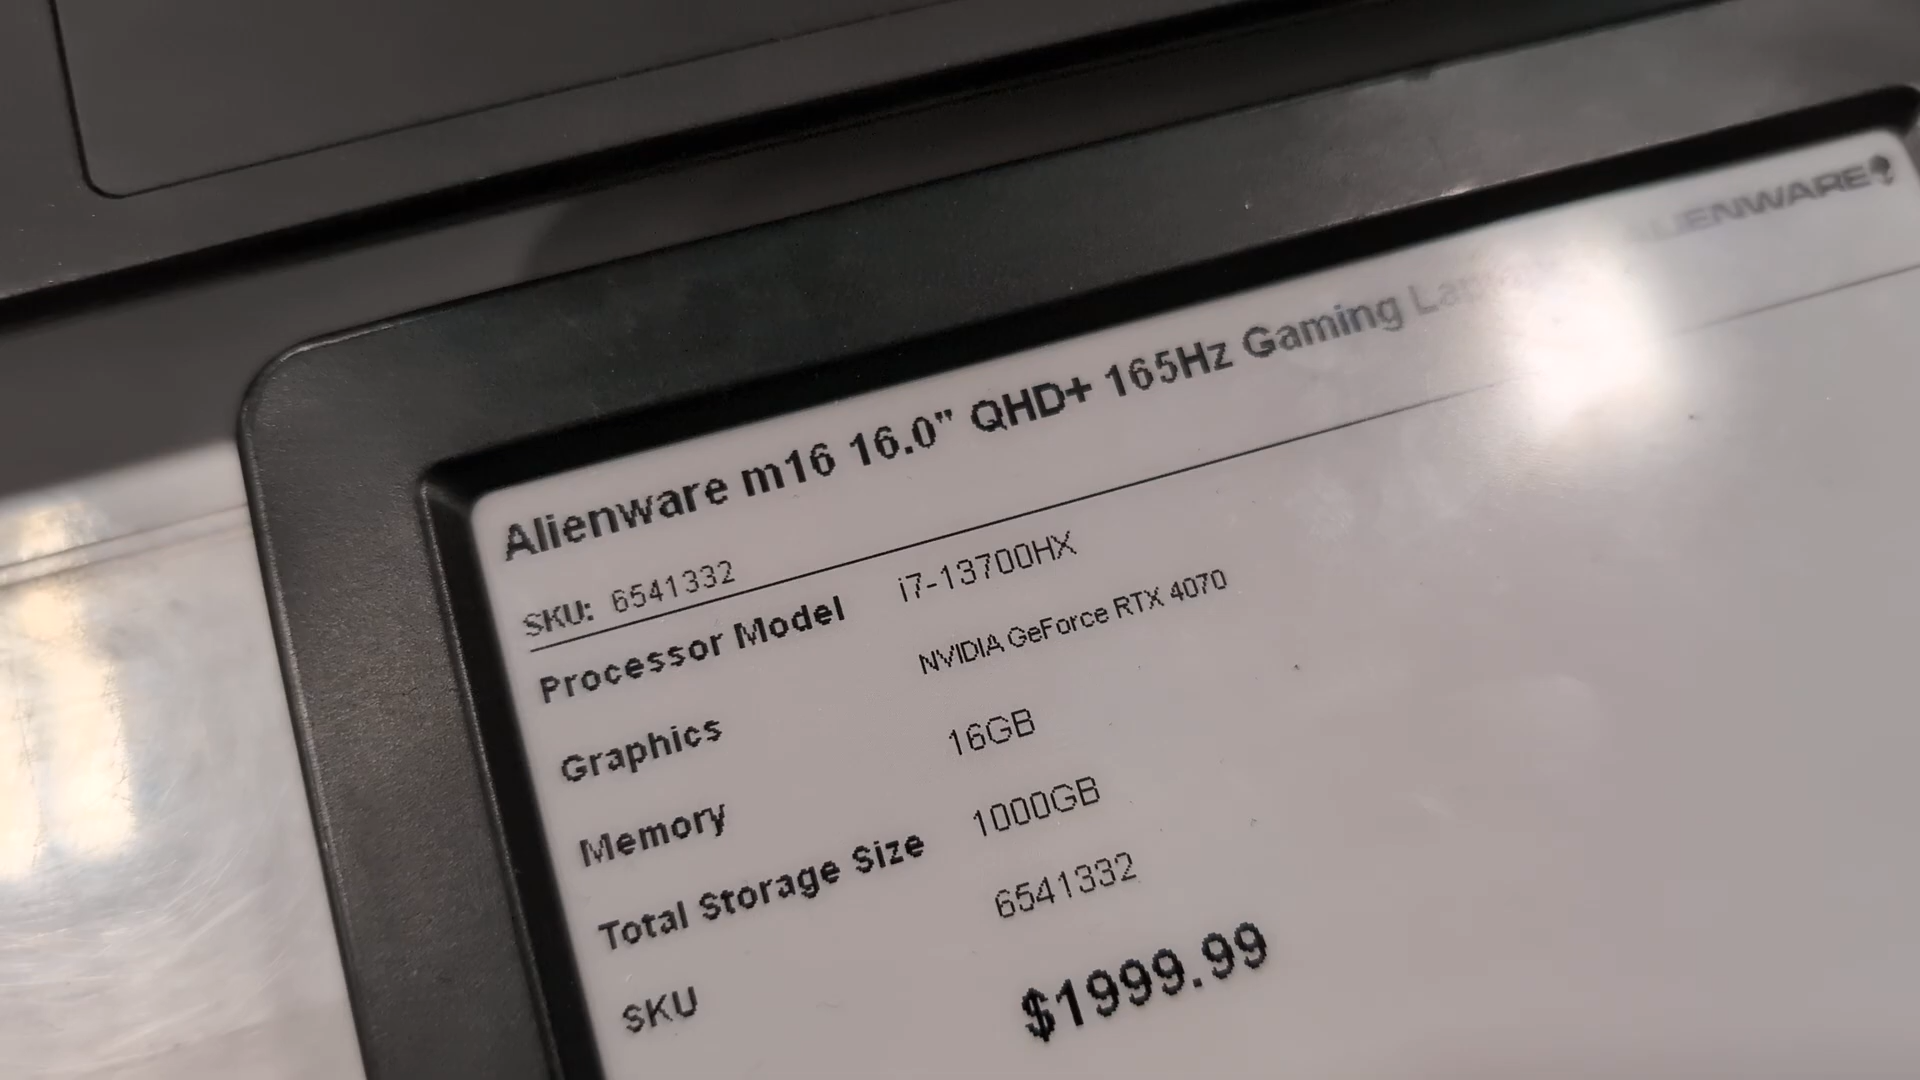 ALIENWARE
Alienware m16 16.0" QHD+ 165Hz Gaming
SKU: 6541332
Processor Model i7-13700HX
Graphics NVIDIA GeForce RTX 4070
Memory 16GB
Total Storage Size 1000GB
SKU 6541332
$1999.99